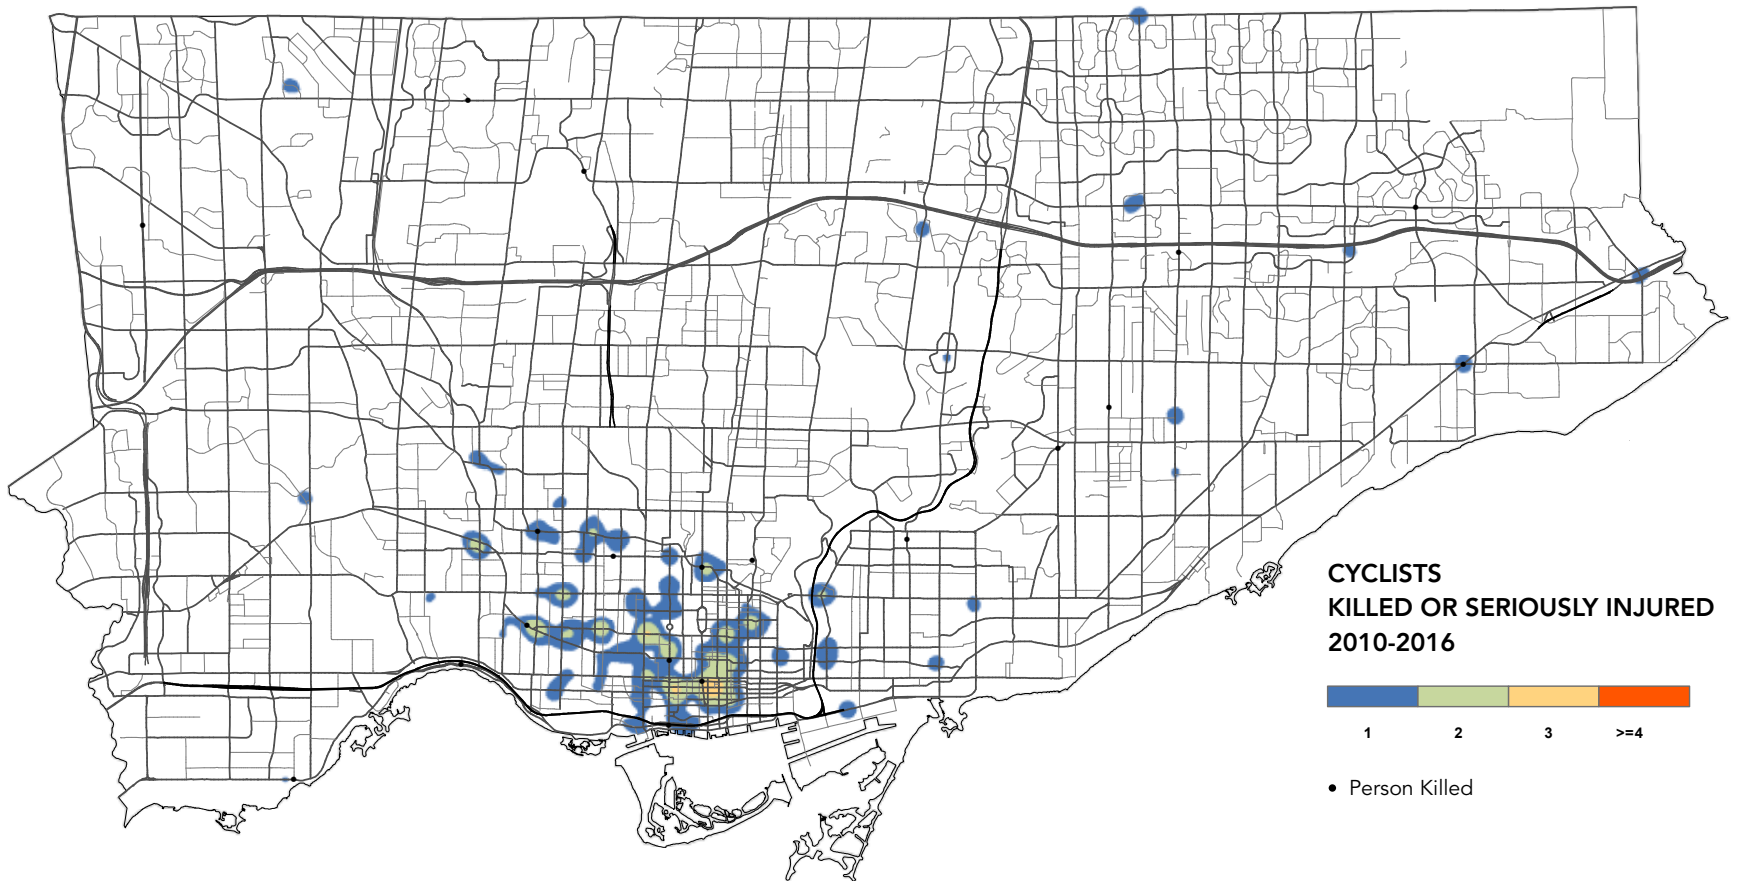 CYCLISTS
KILLED OR SERIOUSLY INJURED
2010-2016
1 2 3 >=4
Person Killed